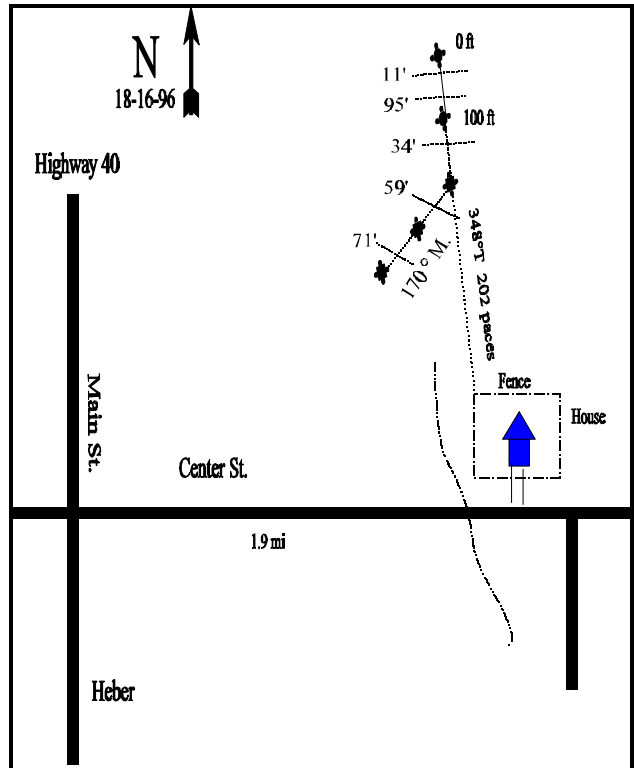 0 ft
N
11'
18-16-96
95'
100 ft
34'
Highway 40
59'
348°T 202 paces
71'
170° M.
Main St.
Fence
House
Center St.
1.9 mi
Heber